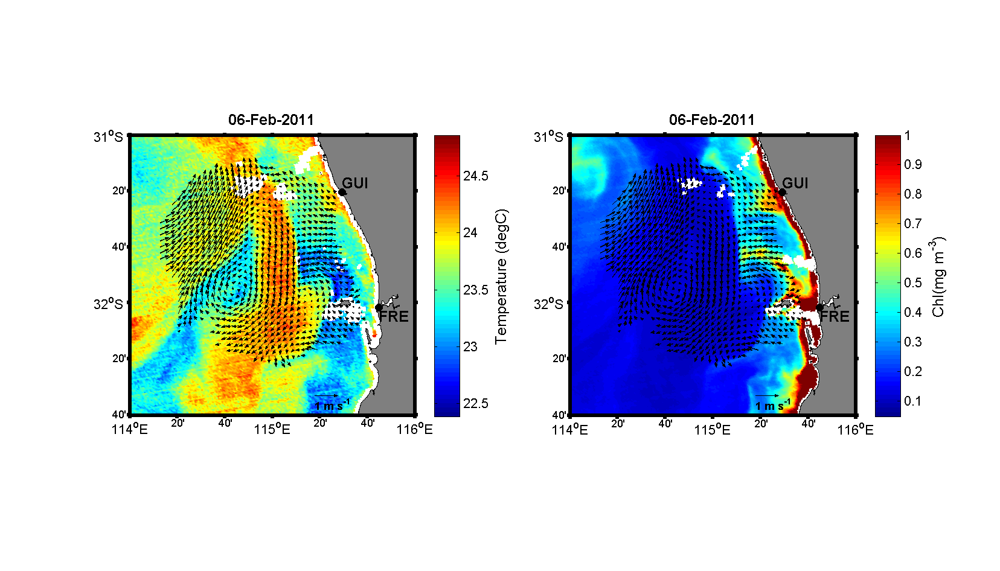 06-Feb-2011
31°S
20'
40'
32°S
20'
40'
114°E
20'
40'
115°E
20'
40'
116°E
GUI
FRE
1 m s⁻¹
24.5
24
23.5
23
22.5
Temperature (degC)
06-Feb-2011
31°S
20'
40'
32°S
20'
40'
114°E
20'
40'
115°E
20'
40'
116°E
GUI
FRE
1 m s⁻¹
1
0.9
0.8
0.7
0.6
0.5
0.4
0.3
0.2
0.1
Chl(mg m⁻³)